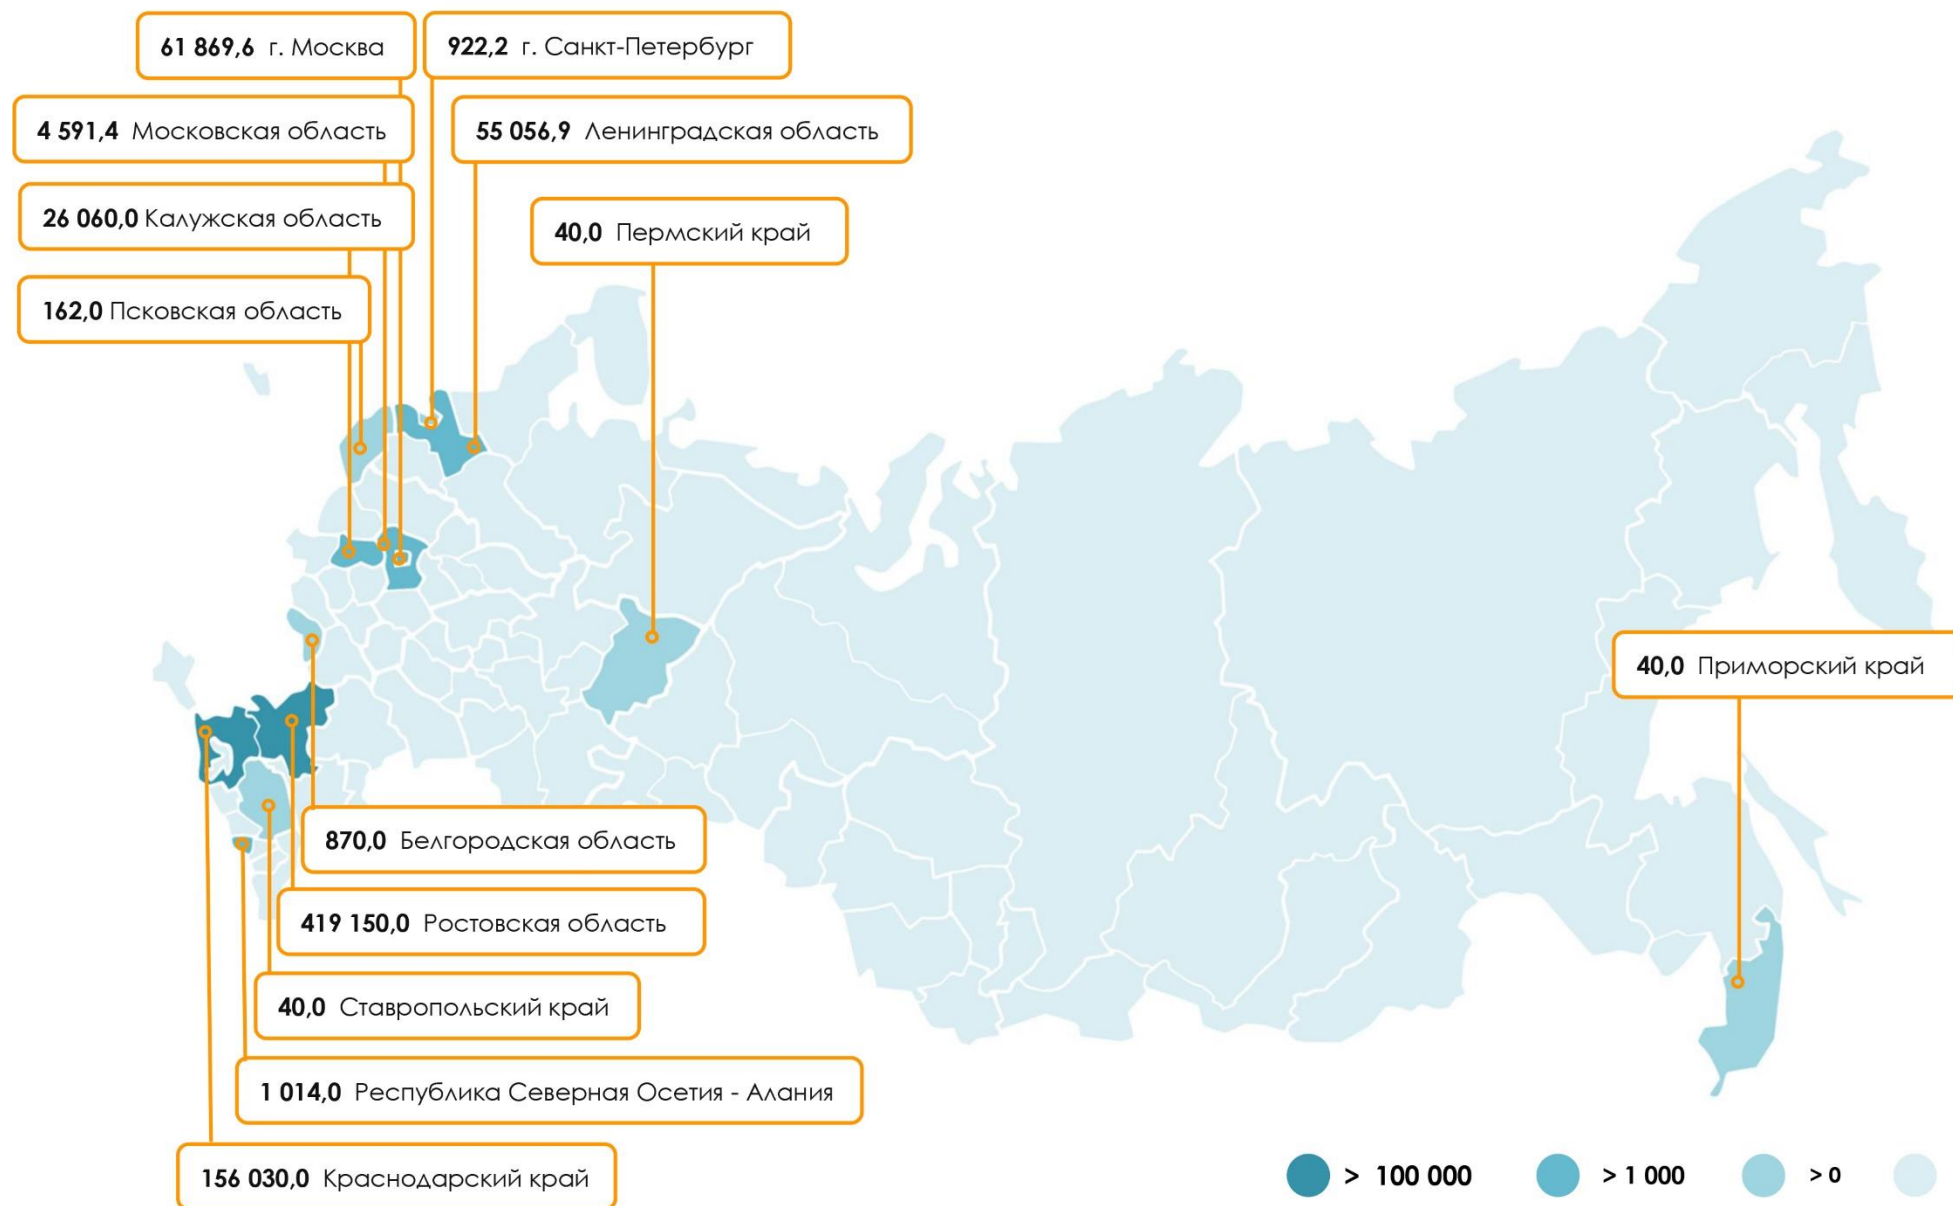 61 869,6 г. Москва
922,2 г. Санкт-Петербург
4 591,4 Московская область
55 056,9 Ленинградская область
26 060,0 Калужская область
40,0 Пермский край
162,0 Псковская область
40,0 Приморский край
870,0 Белгородская область
419 150,0 Ростовская область
40,0 Ставропольский край
1 014,0 Республика Северная Осетия - Алания
156 030,0 Краснодарский край
> 100 000
> 1 000
> 0